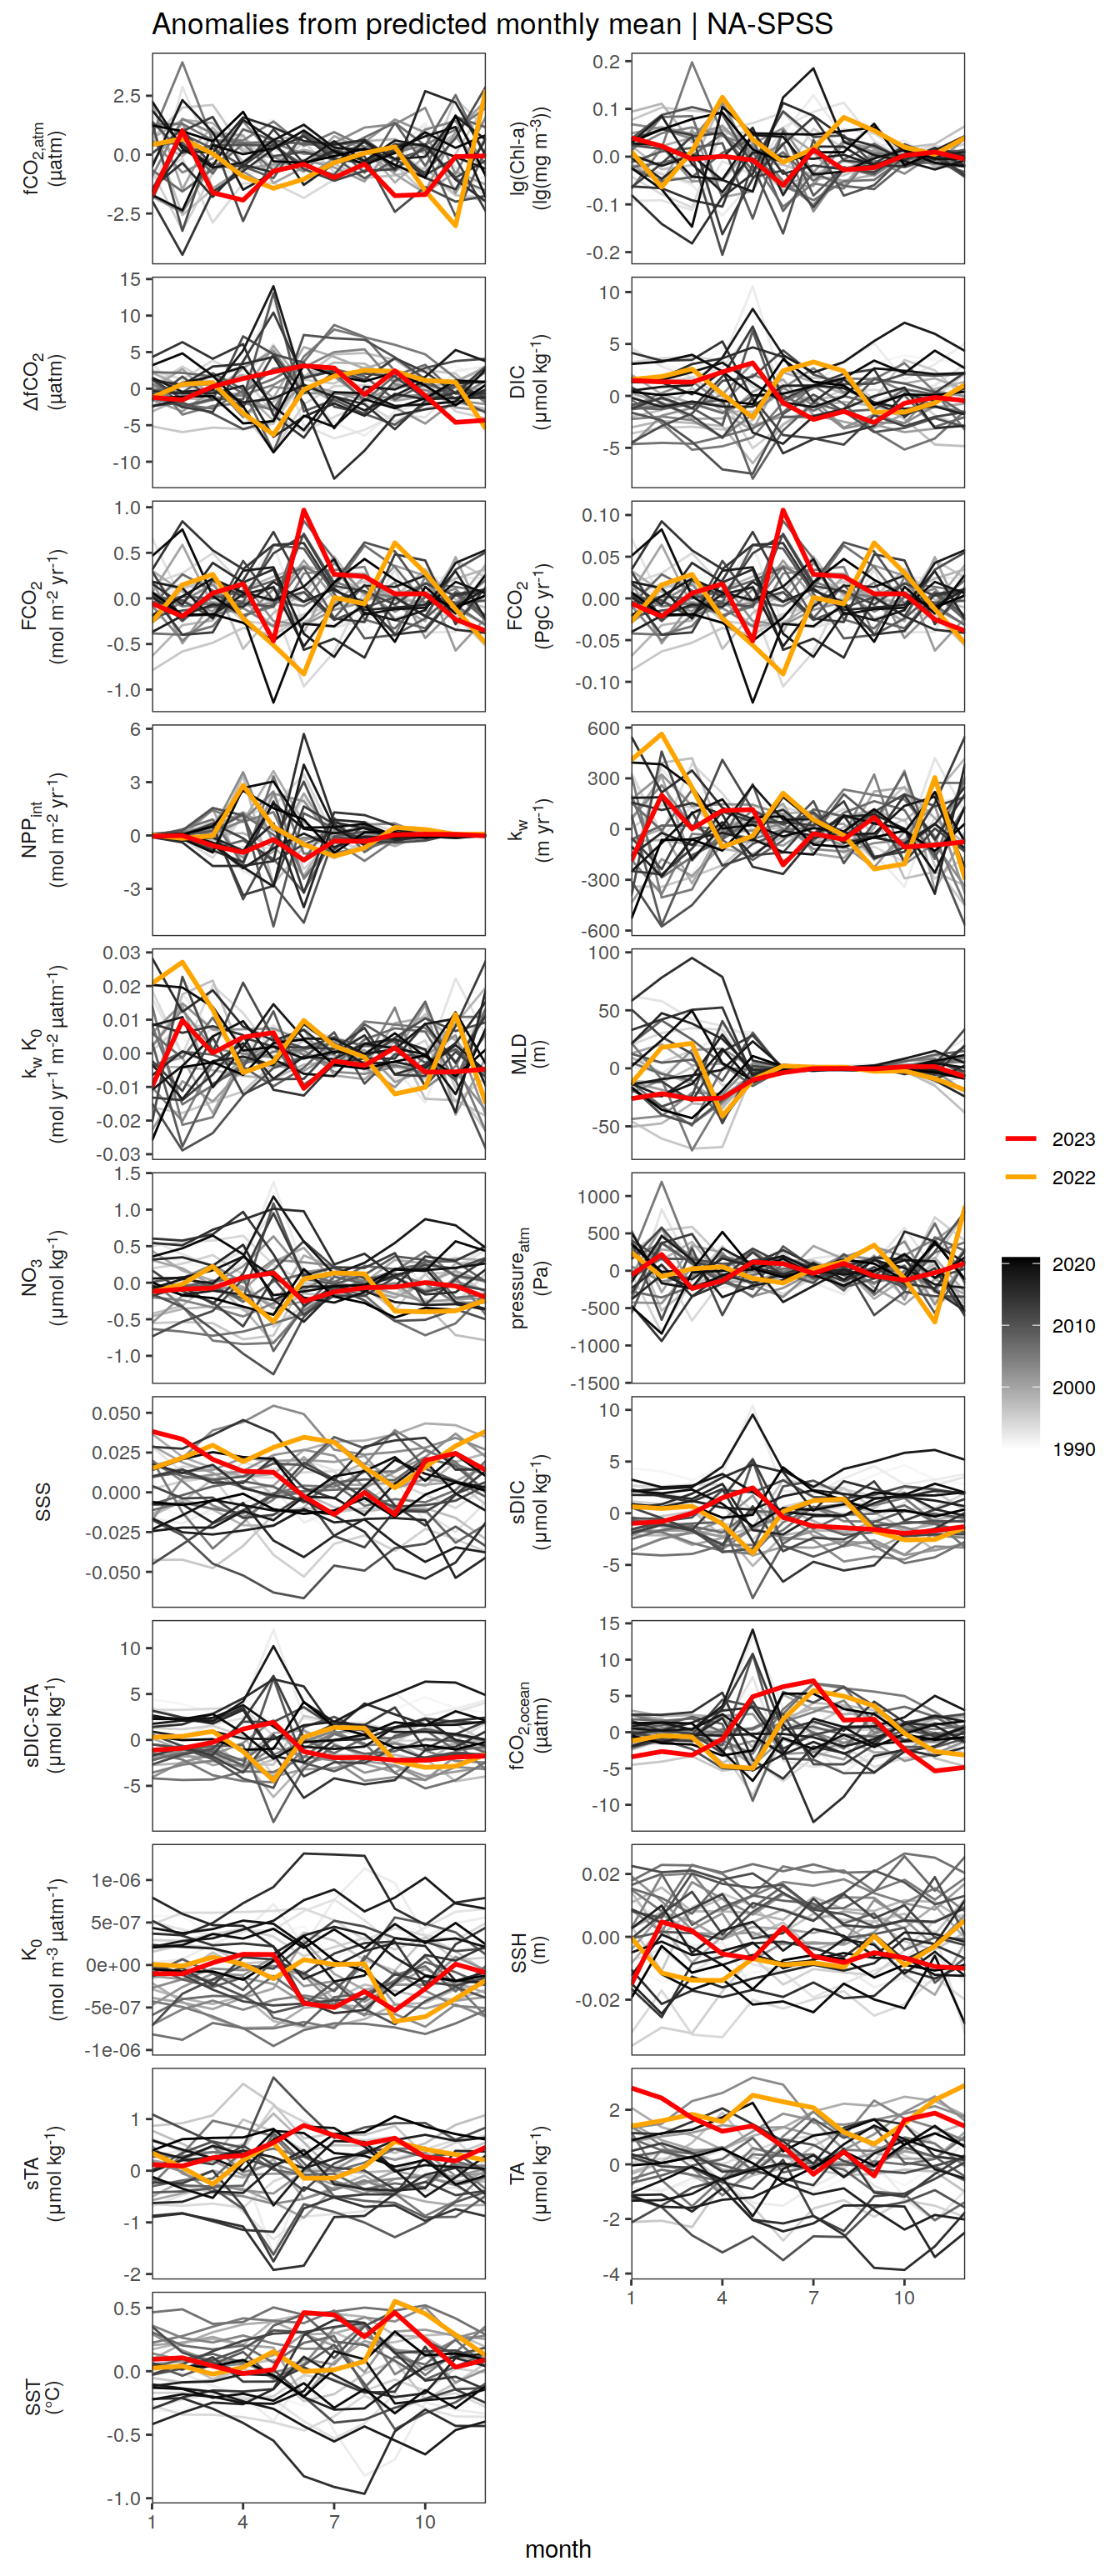 Anomalies from predicted monthly mean | NA-SPSS
fCO2,atm
(µatm)
2.5
0.0
-2.5
lg(Chl-a)
(lg(mg m-3))
0.2
0.1
0.0
-0.1
-0.2
ΔfCO2
(µatm)
15
10
5
0
-5
-10
DIC
(µmol kg-1)
10
5
0
-5
FCO2
(mol m-2 yr-1)
1.0
0.5
0.0
-0.5
-1.0
FCO2
(PgC yr-1)
0.10
0.05
0.00
-0.05
-0.10
NPPint
(mol m-2 yr-1)
6
3
0
-3
kw
(m yr-1)
600
300
0
-300
-600
kw K0
(mol yr-1 m-2 µatm-1)
0.03
0.02
0.01
0.00
-0.01
-0.02
-0.03
MLD
(m)
100
50
0
-50
NO3
(µmol kg-1)
1.5
1.0
0.5
0.0
-0.5
-1.0
pressureatm
(Pa)
1000
500
0
-500
-1000
-1500
SSS
0.050
0.025
0.000
-0.025
-0.050
sDIC
(µmol kg-1)
10
5
0
-5
sDIC-sTA
(µmol kg-1)
10
5
0
-5
fCO2,ocean
(µatm)
15
10
5
0
-5
-10
K0
(mol m-3 µatm-1)
1e-06
5e-07
0e+00
-5e-07
-1e-06
SSH
(m)
0.02
0.00
-0.02
sTA
(µmol kg-1)
1
0
-1
-2
TA
(µmol kg-1)
2
0
-2
-4
1 4 7 10
SST
(°C)
0.5
0.0
-0.5
-1.0
1 4 7 10
month
2023
2022
2020
2010
2000
1990